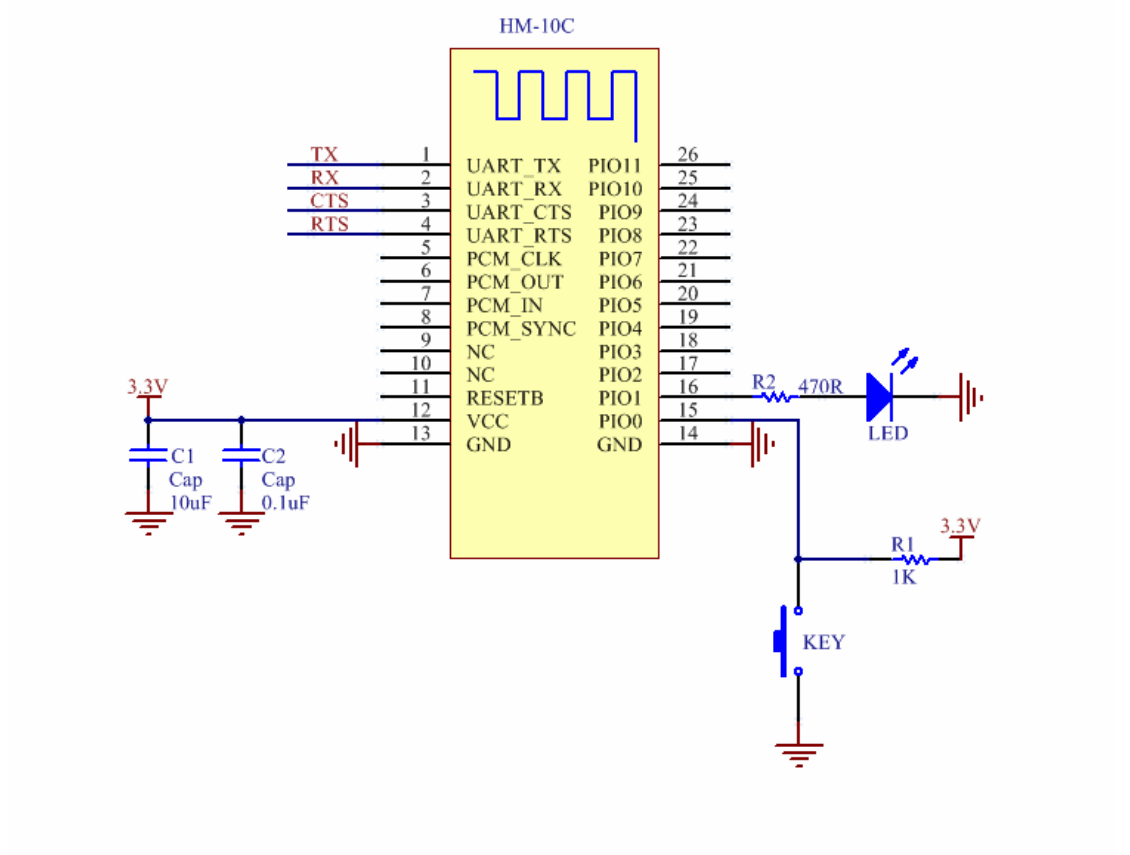 HM-10C
TX 1 UART_TX PIO11 26
RX 2 UART_RX PIO10 25
CTS 3 UART_CTS PIO9 24
RTS 4 UART_RTS PIO8 23
5 PCM_CLK PIO7 22
6 PCM_OUT PIO6 21
7 PCM_IN PIO5 20
8 PCM_SYNC PIO4 19
9 NC PIO3 18
10 NC PIO2 17
11 RESETB PIO1 16
12 VCC PIO0 15
13 GND GND 14
3.3V
C1
Cap
10uF
C2
Cap
0.1uF
R2 470R
LED
3.3V
R1
1K
KEY